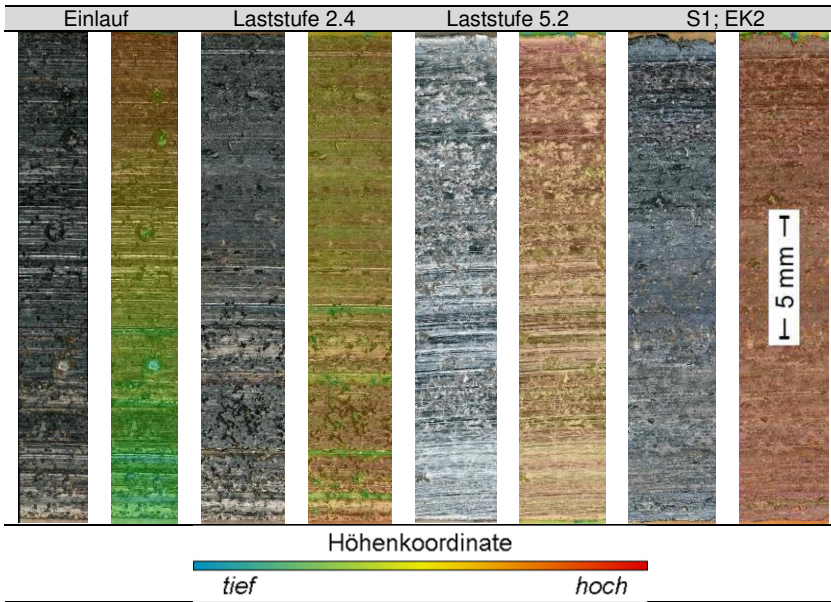 Einlauf Laststufe 2.4 Laststufe 5.2 S1; EK2
5 mm
Höhenkoordinate
tief hoch